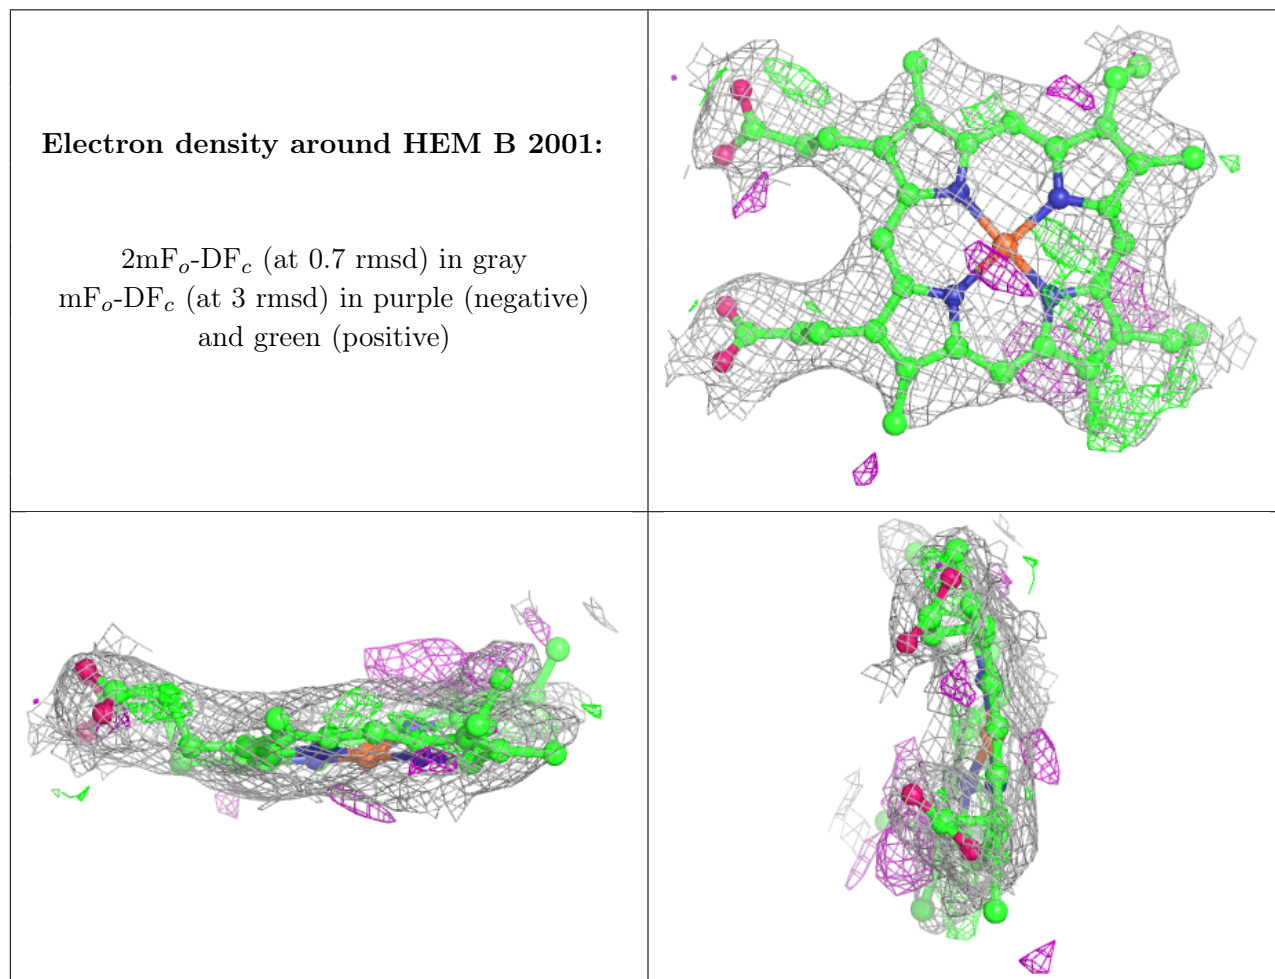 Electron density around HEM B 2001:
2mFo-DFc (at 0.7 rmsd) in gray
mFo-DFc (at 3 rmsd) in purple (negative)
and green (positive)